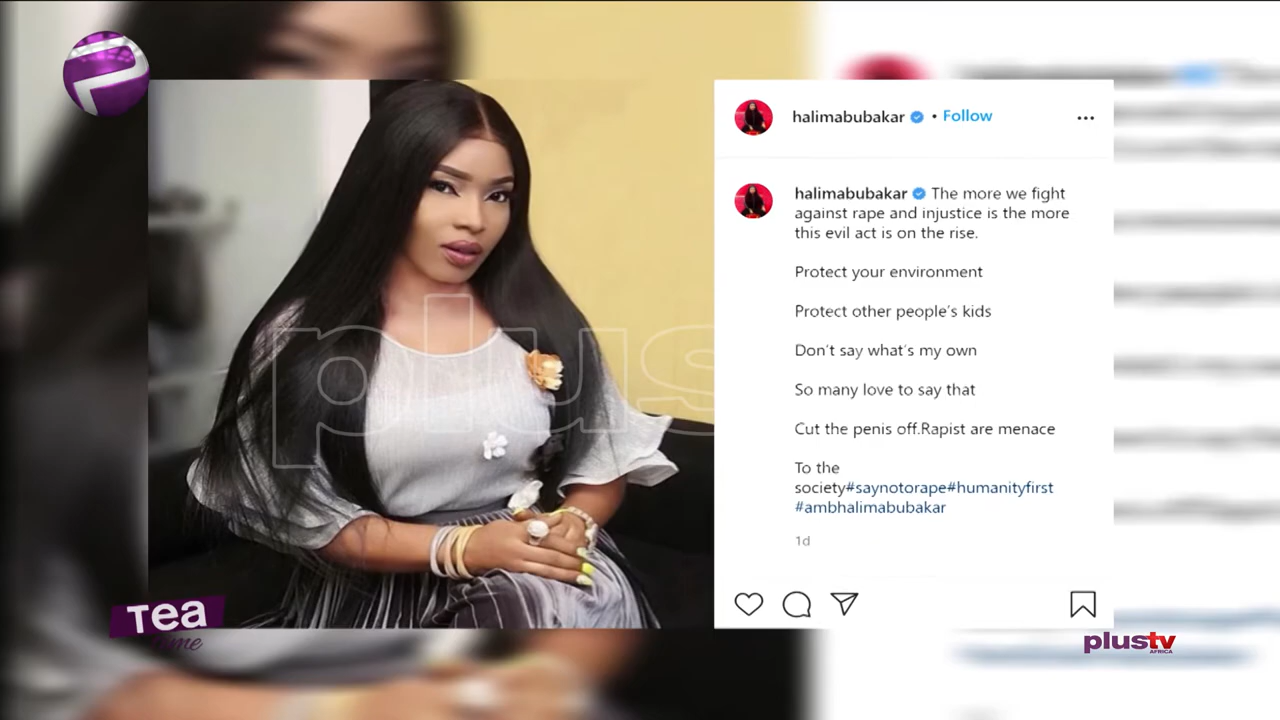 halimabubakar • Follow
halimabubakar The more we fight
against rape and injustice is the more
this evil act is on the rise.
Protect your environment
Protect other people's kids
Don't say what's my own
So many love to say that
Cut the penis off.Rapist are menace
To the
society#saynotorape#humanityfirst
#ambhalimabubakar
1d
plus
Tea
Time
plustv
AFRICA